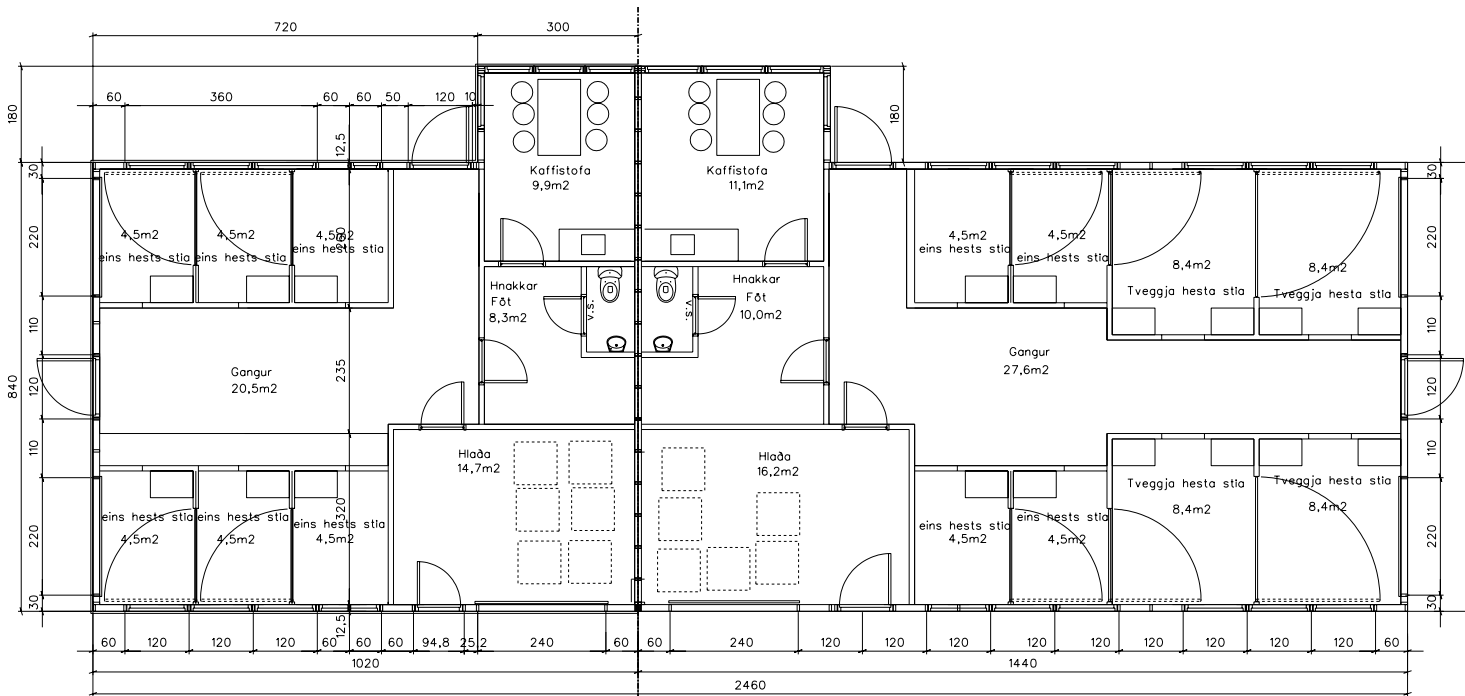 720
300
60
360
60
60
50
120
10
180
180
12,5
Kaffistofa
9,9m2
Kaffistofa
11,1m2
30
30
4,5m2
eins hests stia
4,5m2
eins hests stia
4,5m2
eins hests stia
260
220
4,5m2
eins hests stia
4,5m2
eins hests stia
8,4m2
Tveggja hesta stia
8,4m2
Tveggja hesta stia
220
Hnakkar
Föt
8,3m2
v.s.
v.s.
Hnakkar
Föt
10,0m2
110
110
840
Gangur
20,5m2
235
Gangur
27,6m2
120
120
110
110
Hlaða
14,7m2
Hlaða
16,2m2
eins hests stia
4,5m2
eins hests stia
4,5m2
eins hests stia
4,5m2
320
220
eins hests stia
4,5m2
eins hests stia
4,5m2
Tveggja hesta stia
8,4m2
Tveggja hesta stia
8,4m2
220
30
30
12,5
60
120
120
120
60
60
60
94,8
25,2
240
60
60
240
120
120
120
120
120
120
120
120
120
60
1020
1440
2460